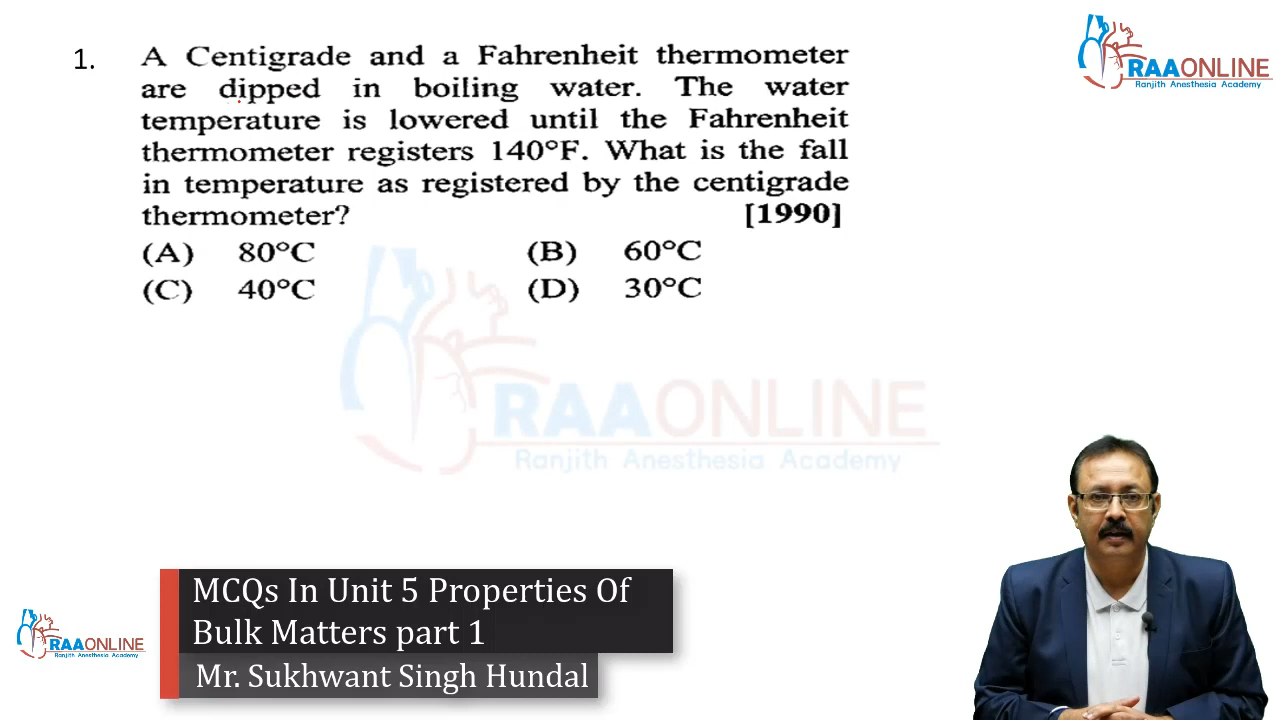 1. A Centigrade and a Fahrenheit thermometer
are dipped in boiling water. The water
temperature is lowered until the Fahrenheit
thermometer registers 140°F. What is the fall
in temperature as registered by the centigrade
thermometer? [1990]
(A) 80°C (B) 60°C
(C) 40°C (D) 30°C
RAAONLINE
Ranjith Anesthesia Academy
RAAONLINE
Ranjith Anesthesia Academy
MCQs In Unit 5 Properties Of
Bulk Matters part 1
Mr. Sukhwant Singh Hundal
RAAONLINE
Ranjith Anesthesia Academy